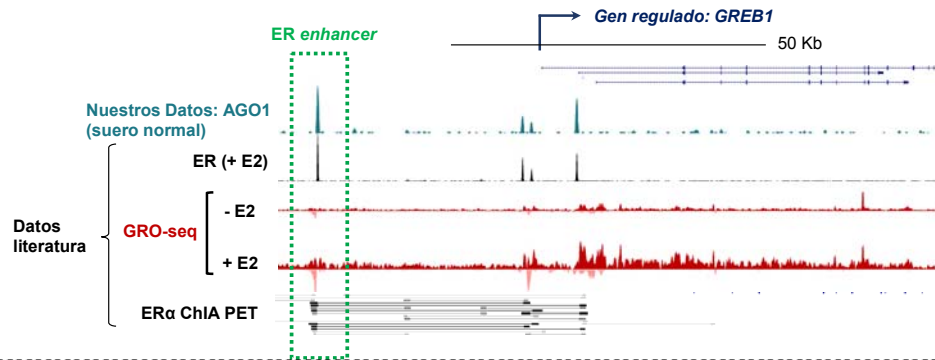 Gen regulado: GREB1
ER enhancer
50 Kb
Nuestros Datos: AGO1
(suero normal)
ER (+ E2)
Datos
literatura
GRO-seq
- E2
+ E2
ERα ChIA PET